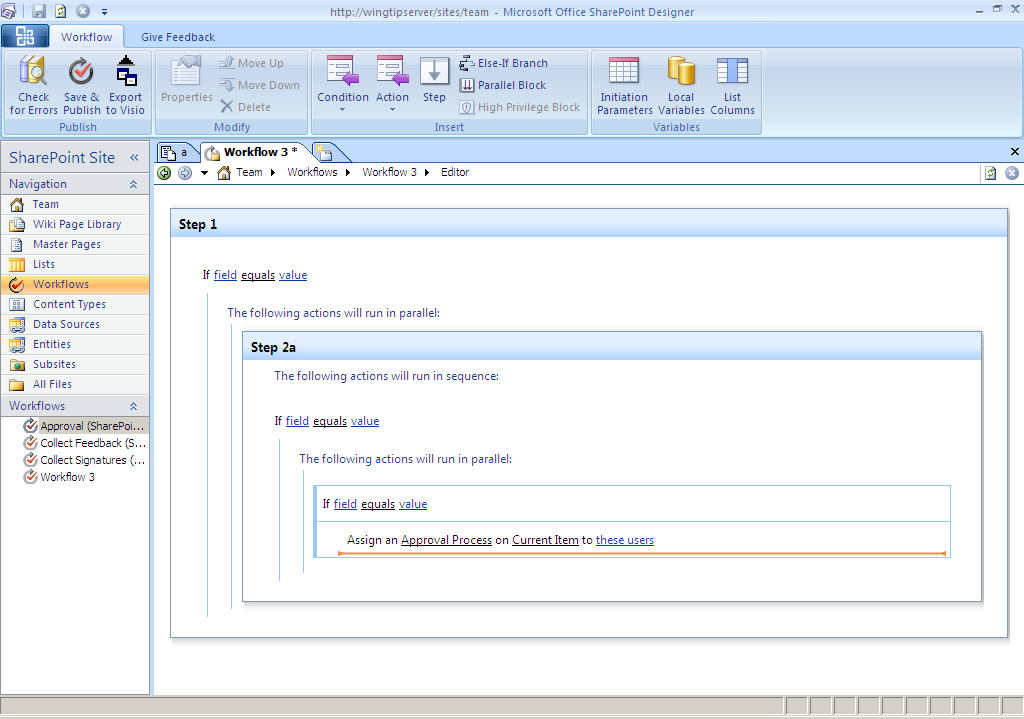 http://wingtipserver/sites/team - Microsoft Office SharePoint Designer
Workflow
Give Feedback
Check for Errors
Save & Publish
Export to Visio
Publish
Properties
Move Up
Move Down
Delete
Modify
Condition
Action
Step
Else-If Branch
Parallel Block
High Privilege Block
Insert
Initiation Parameters
Local Variables
List Columns
Variables
SharePoint Site «
a
Workflow 3 *
Team
Workflows
Workflow 3
Editor
Navigation
Team
Wiki Page Library
Master Pages
Lists
Workflows
Content Types
Data Sources
Entities
Subsites
All Files
Workflows
Approval (SharePoi...
Collect Feedback (S...
Collect Signatures (...
Workflow 3
Step 1
If field equals value
The following actions will run in parallel:
Step 2a
The following actions will run in sequence:
If field equals value
The following actions will run in parallel:
If field equals value
Assign an Approval Process on Current Item to these users